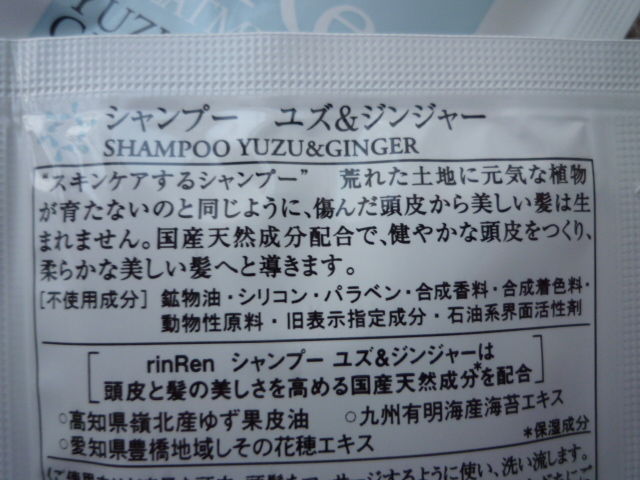 YUZU
シャンプー ユズ&ジンジャー
SHAMPOO YUZU&GINGER
"スキンケアするシャンプー" 荒れた土地に元気な植物
が育たないのと同じように、傷んだ頭皮から美しい髪は生
まれません。国産天然成分配合で、健やかな頭皮をつくり、
柔らかな美しい髪へと導きます。
[不使用成分] 鉱物油・シリコン・パラベン・合成香料・合成着色料・
動物性原料・旧表示指定成分・石油系界面活性剤
rinRen シャンプー ユズ&ジンジャーは
頭皮と髪の美しさを高める国産天然成分*を配合
○高知県嶺北産ゆず果皮油 ○九州有明海産海苔エキス
○愛知県豊橋地域しその花穂エキス *保湿成分